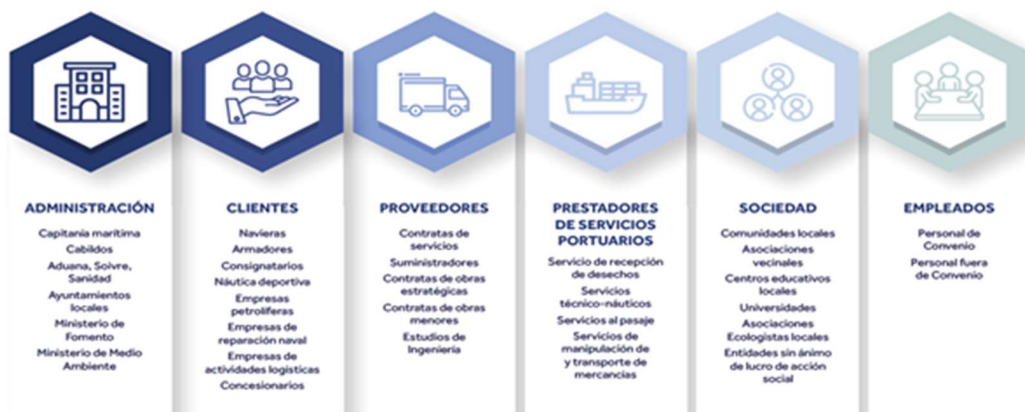 ADMINISTRACIÓN
Capitanía marítima
Cabildos
Aduana, Soivre,
Sanidad
Ayuntamientos
locales
Ministerio de
Fomento
Ministerio de Medio
Ambiente
CLIENTES
Navieras
Armadores
Consignatarios
Náutica deportiva
Empresas
petrolíferas
Empresas de
reparación naval
Empresas de
actividades logísticas
Concesionarios
PROVEEDORES
Contratas de
servicios
Suministradores
Contratas de obras
estratégicas
Contratas de obras
menores
Estudios de
Ingeniería
PRESTADORES
DE SERVICIOS
PORTUARIOS
Servicio de recepción
de desechos
Servicios
técnico-náuticos
Servicios al pasaje
Servicios de
manipulación de
y transporte de
mercancías
SOCIEDAD
Comunidades locales
Asociaciones
vecinales
Centros educativos
locales
Universidades
Asociaciones
Ecologistas locales
Entidades sin ánimo
de lucro de acción
social
EMPLEADOS
Personal de
Convenio
Personal fuera
de Convenio